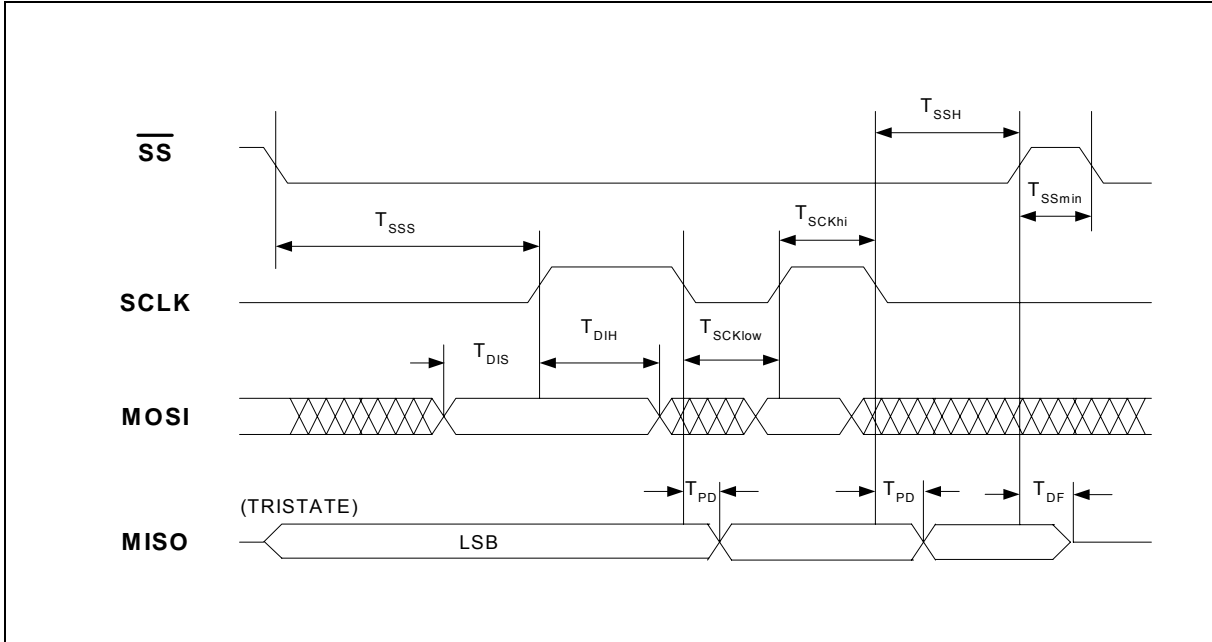 T_SSH
SS
T_SSmin
T_SCKhi
T_SSS
SCLK
T_DIH
T_SCKlow
T_DIS
MOSI
T_PD
T_PD
T_DF
(TRISTATE)
MISO
LSB